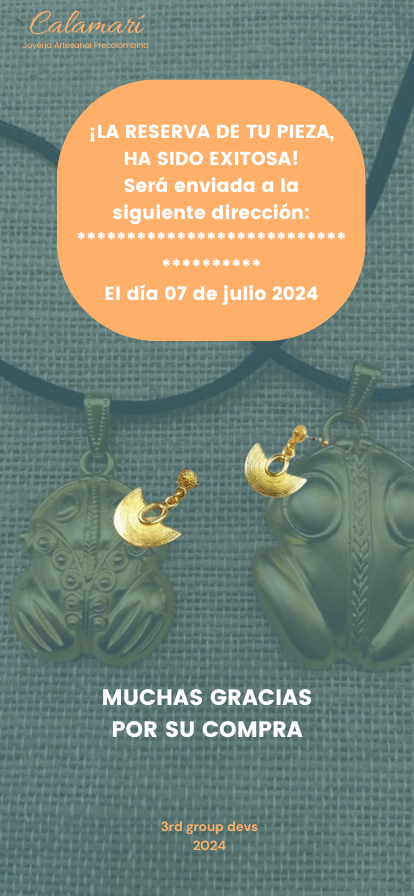 Calamarí
Joyería Artesanal Precolombina
¡LA RESERVA DE TU PIEZA,
HA SIDO EXITOSA!
Será enviada a la
siguiente dirección:
***************************
**********
El día 07 de julio 2024
MUCHAS GRACIAS
POR SU COMPRA
3rd group devs
2024